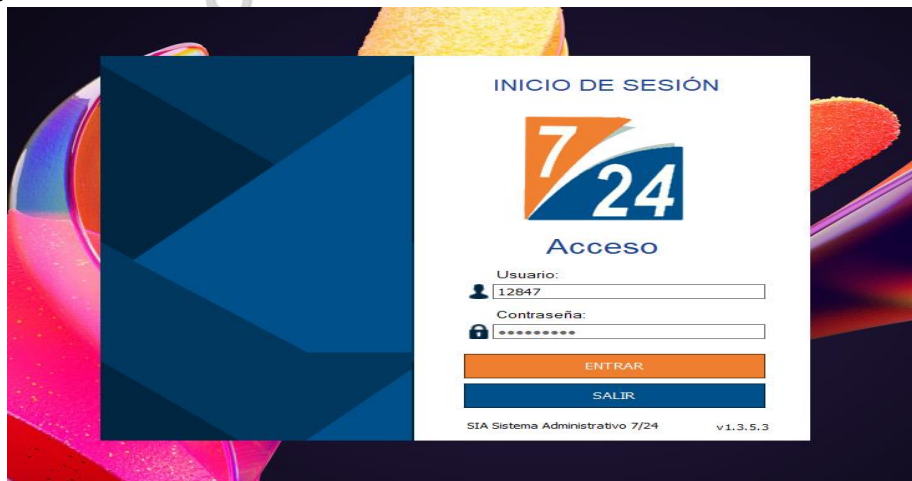 INICIO DE SESIÓN
7/24
Acceso
Usuario:
12847
Contraseña:
•••••••••
ENTRAR
SALIR
SIA Sistema Administrativo 7/24 v1.3.5.3